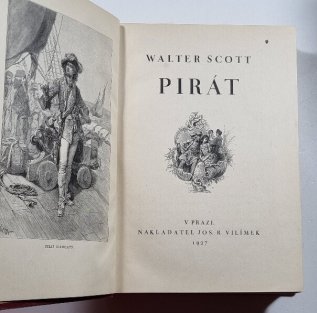 WALTER SCOTT
PIRÁT
V PRAZE
NAKLADATEL JOS. R. VILÍMEK
1927